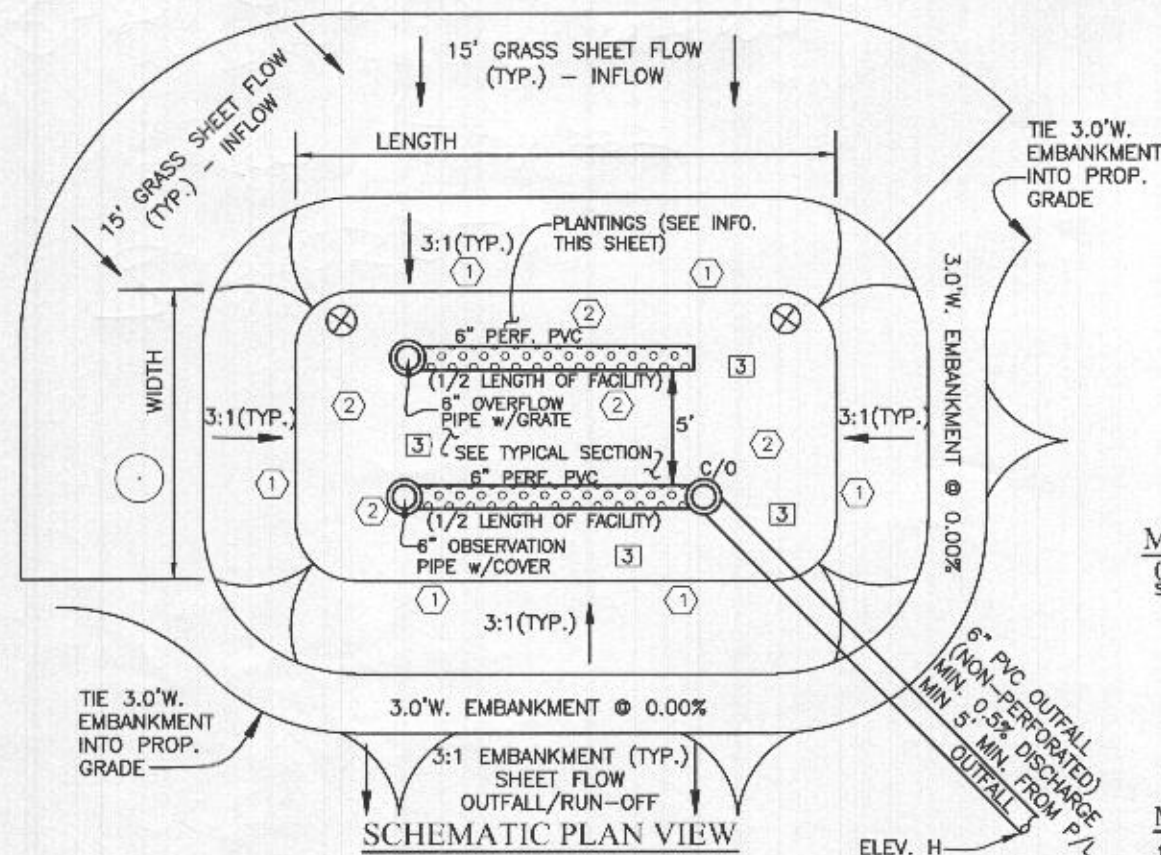 15' GRASS SHEET FLOW
(TYP.) - INFLOW
15' GRASS SHEET FLOW
(TYP.) - INFLOW
TIE 3.0'W.
EMBANKMENT
INTO PROP.
GRADE
LENGTH
PLANTINGS (SEE INFO.
THIS SHEET)
3:1(TYP.)
1
1
2
6" PERF. PVC
3
(1/2 LENGTH OF FACILITY)
WIDTH
2
6" OVERFLOW
PIPE w/GRATE
2
5'
3:1(TYP.)
3:1(TYP.)
3
SEE TYPICAL SECTION
2
3.0'W. EMBANKMENT @ 0.00%
6" PERF. PVC
C/O
1
1
2
(1/2 LENGTH OF FACILITY)
3
6" OBSERVATION
PIPE w/COVER
3
1
1
3:1(TYP.)
6" PVC OUTFALL
(NON-PERFORATED)
MIN. 0.5% DISCHARGE
MIN 5' MIN. FROM P/L
OUTFALL
TIE 3.0'W.
EMBANKMENT
INTO PROP.
GRADE
3.0'W. EMBANKMENT @ 0.00%
3:1 EMBANKMENT (TYP.)
SHEET FLOW
OUTFALL/RUN-OFF
SCHEMATIC PLAN VIEW
ELEV. H